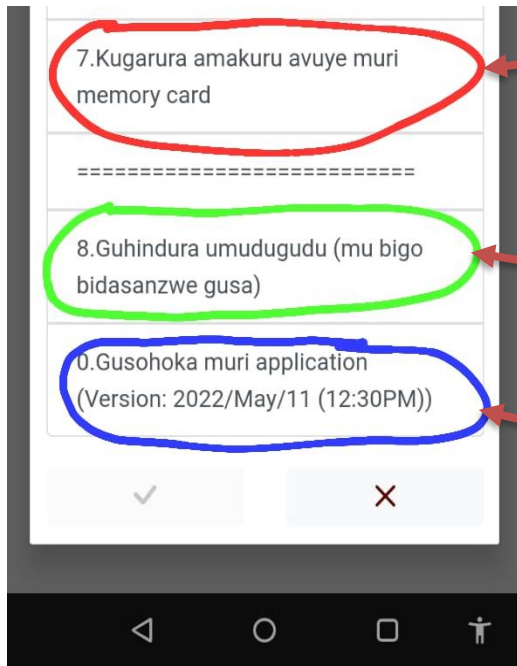 7.Kugarura amakuru avuye muri
memory card
===========================
8.Guhindura umudugudu (mu bigo
bidasanzwe gusa)
0.Gusohoka muri application
(Version: 2022/May/11 (12:30PM))